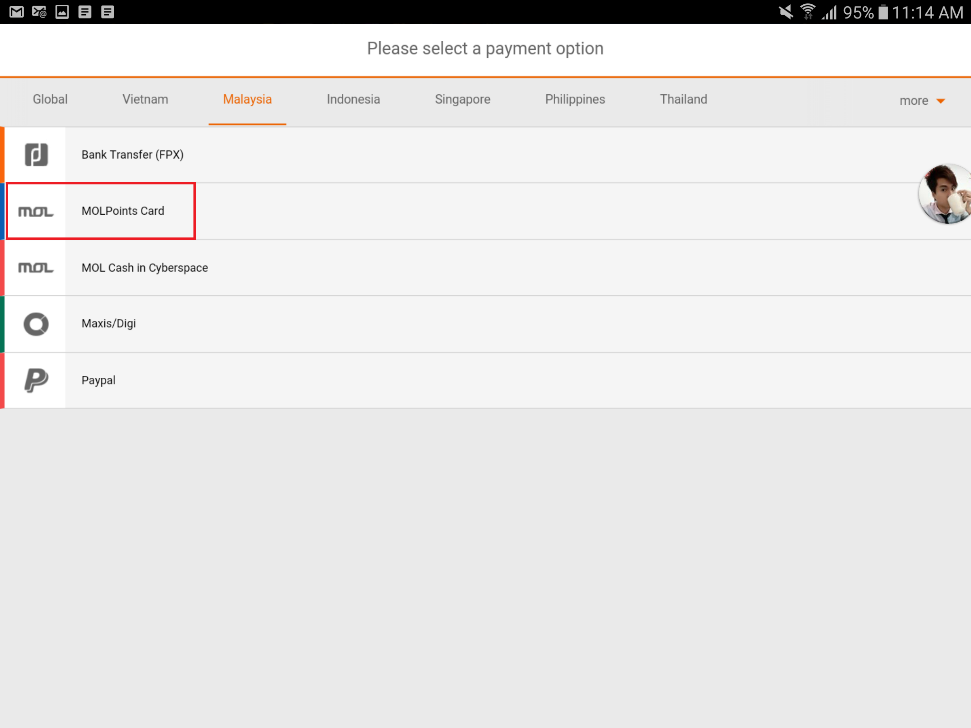 95% 11:14 AM
Please select a payment option
Global Vietnam Malaysia Indonesia Singapore Philippines Thailand more
Bank Transfer (FPX)
mol MOLPoints Card
mol MOL Cash in Cyberspace
Maxis/Digi
Paypal